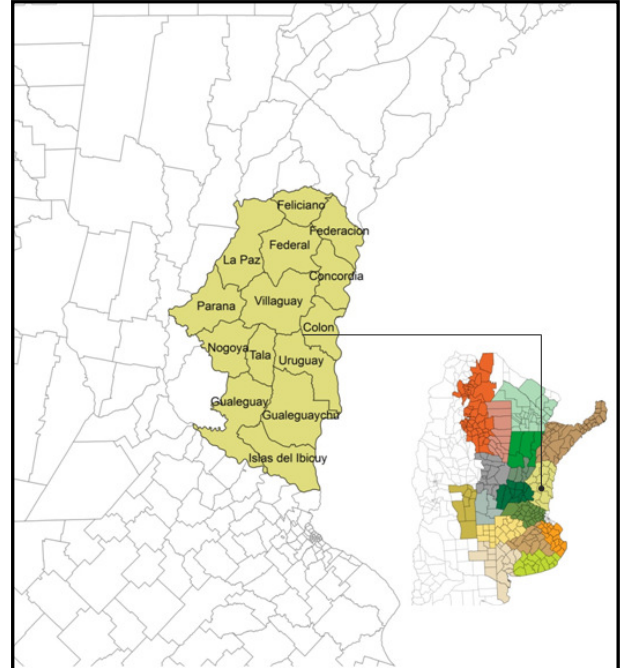 Feliciano
Federacion
Federal
La Paz
Concordia
Villaguay
Parana
Colon
Nogoya
Tala
Uruguay
Gualeguay
Gualeguaychu
Islas del Ibicuy